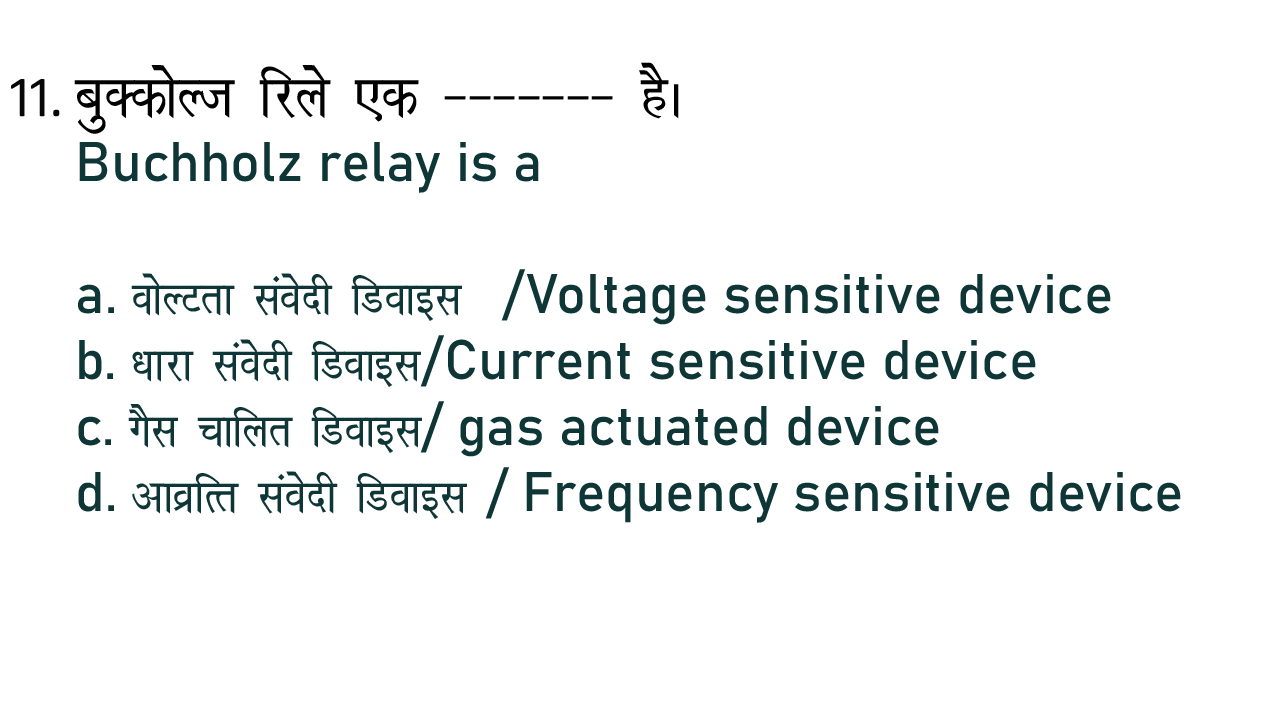 11. बुक्कोल्ज रिले एक ------- है।
Buchholz relay is a
a. वोल्टता संवेदी डिवाइस /Voltage sensitive device
b. धारा संवेदी डिवाइस/Current sensitive device
c. गैस चालित डिवाइस/ gas actuated device
d. आव्रत्ति संवेदी डिवाइस / Frequency sensitive device